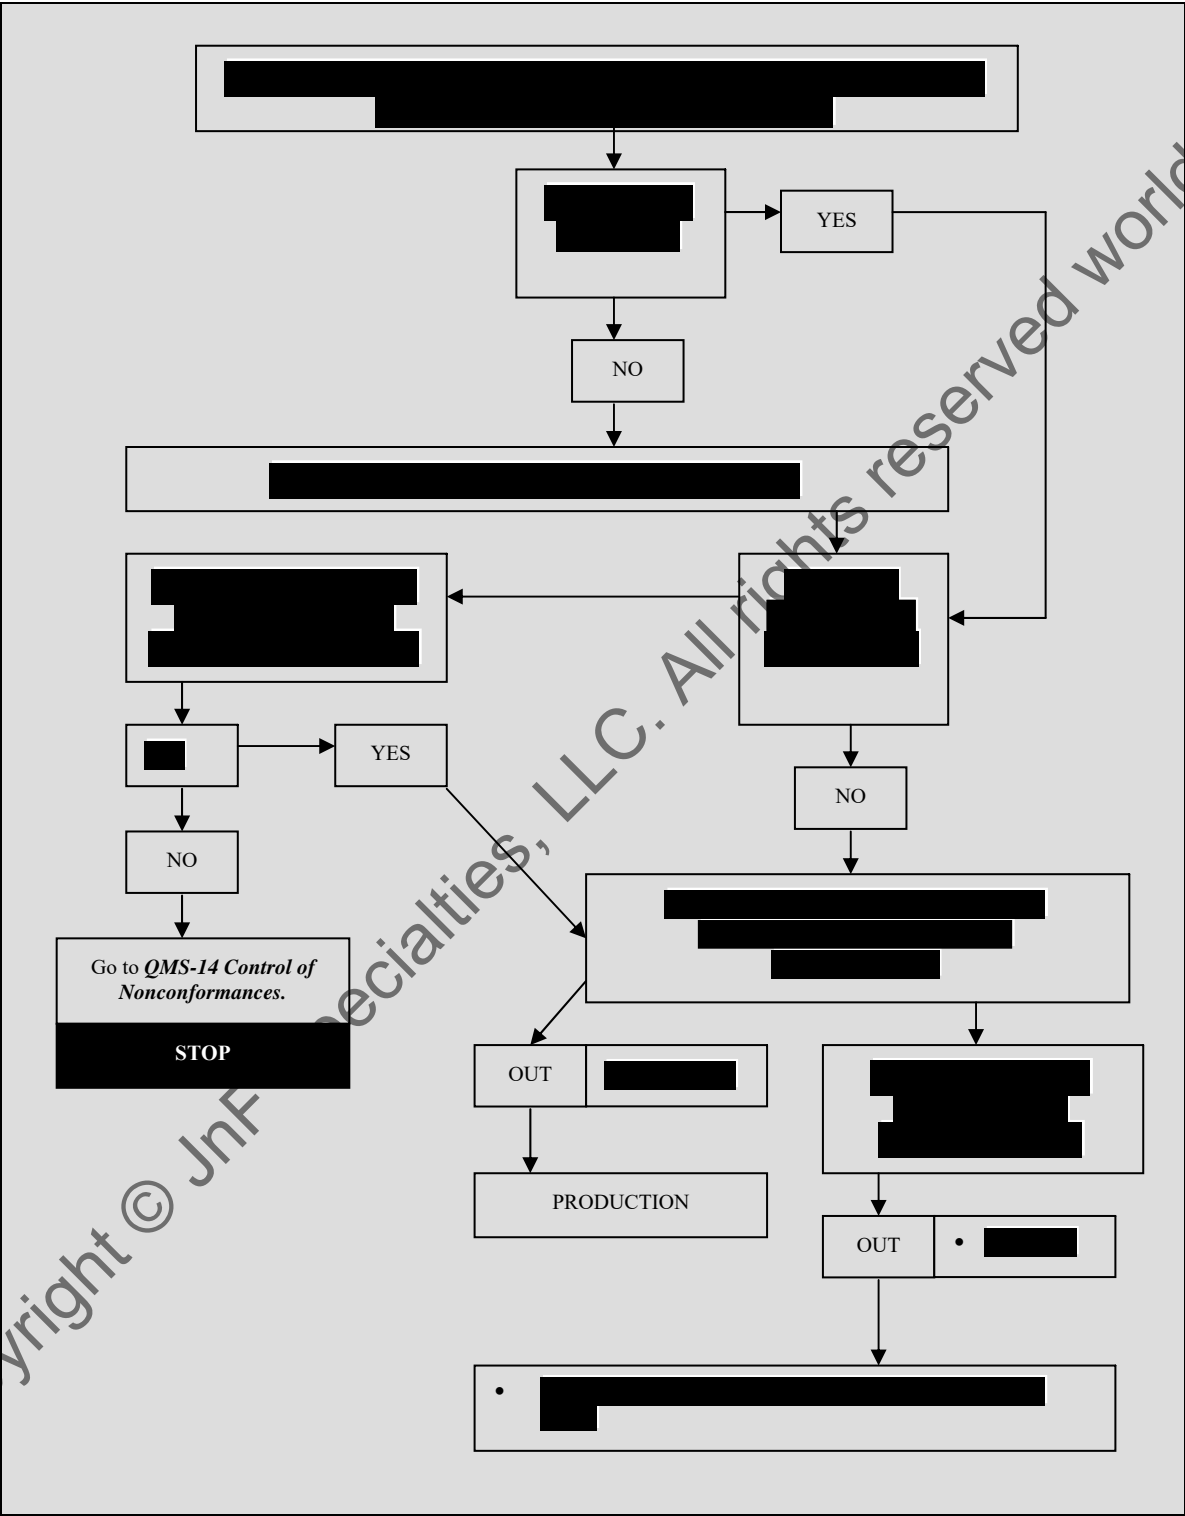 YES
NO
YES
NO
NO
Go to QMS-14 Control of
Nonconformances.
STOP
OUT
PRODUCTION
• 
OUT
•
yright © JnF Specialties, LLC. All rights reserved world